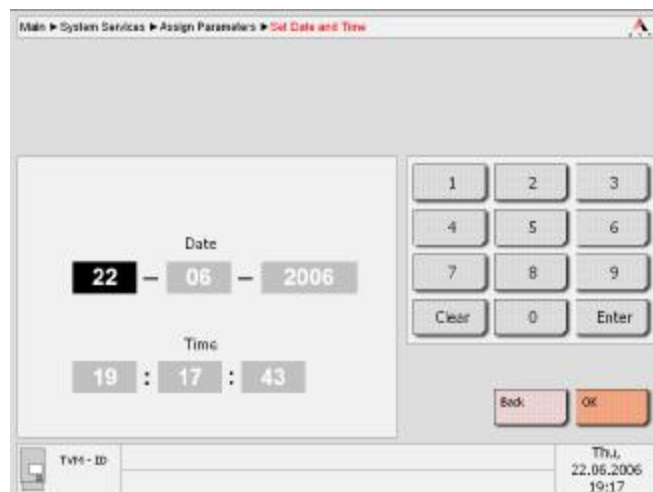 Main ► System Services ► Assign Parameters ► Set Date and Time
1 2 3
4 5 6
Date
22 – 06 – 2006
7 8 9
Clear 0 Enter
Time
19 : 17 : 43
Back OK
TVM - ID
Thu,
22.06.2006
19:17